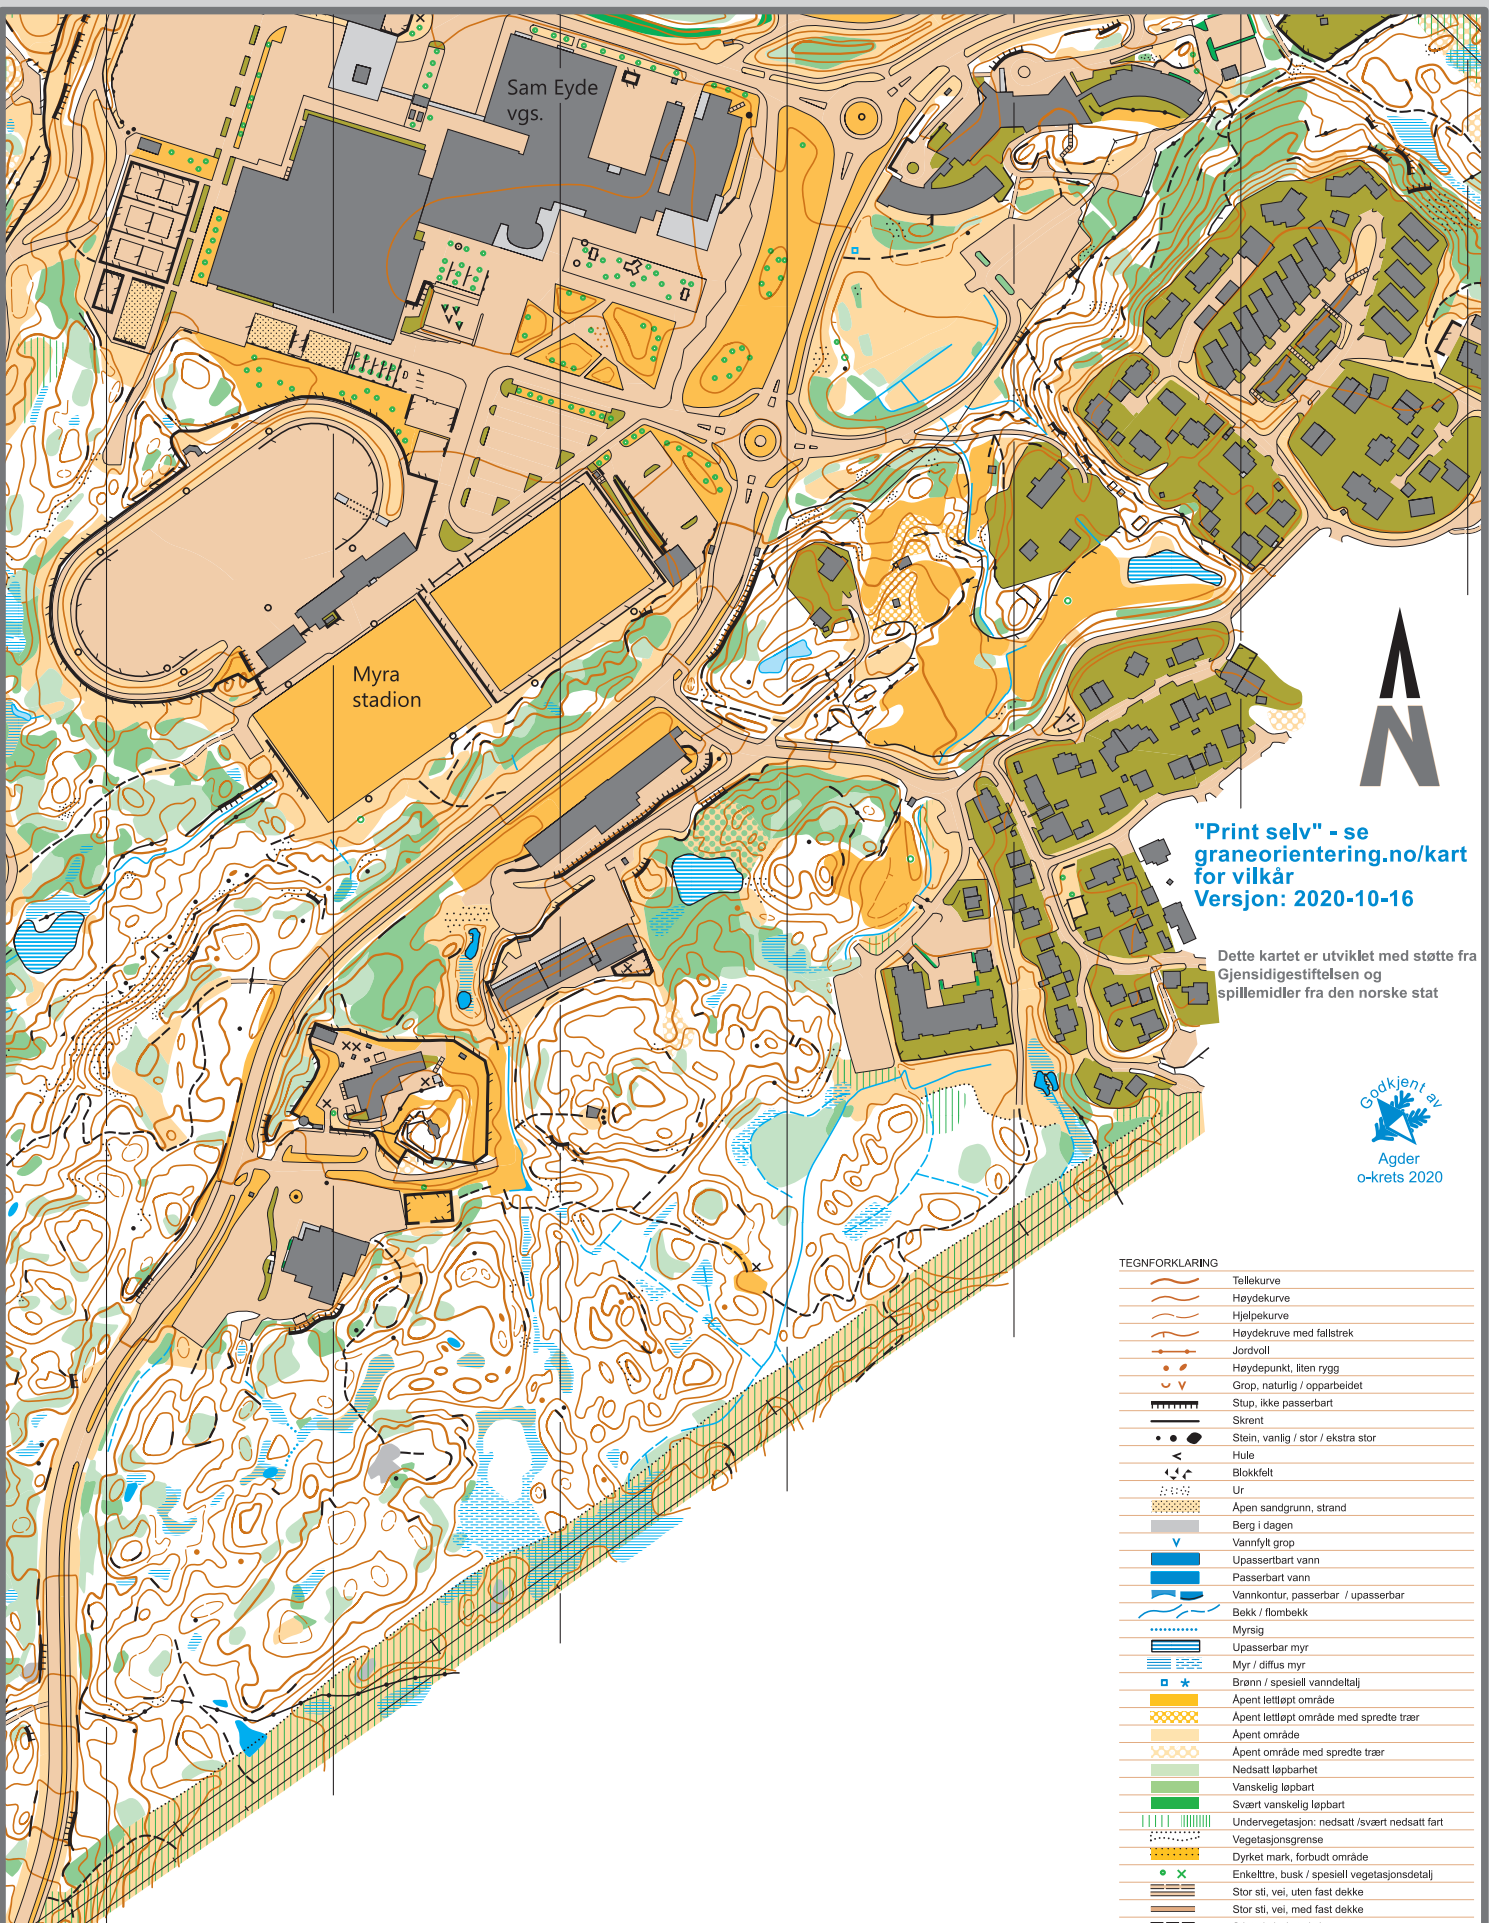 Sam Eyde
vgs.
Myra
stadion
N
"Print selv" - se
graneorientering.no/kart
for vilkår
Versjon: 2020-10-16
Dette kartet er utviklet med støtte fra
Gjensidigestiftelsen og
spillemidler fra den norske stat
Godkjent av
Agder
o-krets 2020
TEGNFORKLARING
Tellekurve
Høydekurve
Hjelpekurve
Høydekruve med fallstrek
Jordvoll
Høydepunkt, liten rygg
Grop, naturlig / opparbeidet
Stup, ikke passerbart
Skrent
Stein, vanlig / stor / ekstra stor
Hule
Blokkfelt
Ur
Åpen sandgrunn, strand
Berg i dagen
Vannfylt grop
Upassertbart vann
Passerbart vann
Vannkontur, passerbar / upasserbar
Bekk / flombekk
Myrsig
Upasserbar myr
Myr / diffus myr
Brønn / spesiell vanndeltalj
Åpent lettløpt område
Åpent lettløpt område med spredte trær
Åpent område
Åpent område med spredte trær
Nedsatt løpbarhet
Vanskelig løpbart
Svært vanskelig løpbart
Undervegetasjon: nedsatt /svært nedsatt fart
Vegetasjonsgrense
Dyrket mark, forbudt område
Enkelttre, busk / spesiell vegetasjonsdetalj
Stor sti, vei, uten fast dekke
Stor sti, vei, med fast dekke